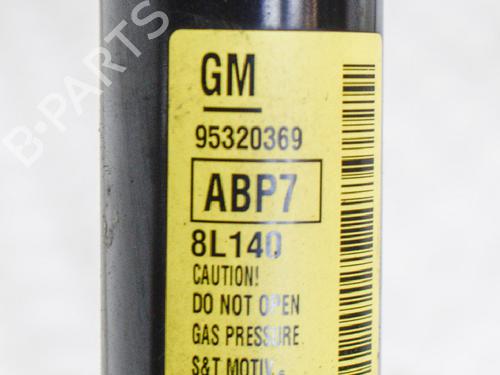 B-PARTS
GM
95320369
ABP7
8L140
CAUTION!
DO NOT OPEN
GAS PRESSURE
S&T MOTIV.